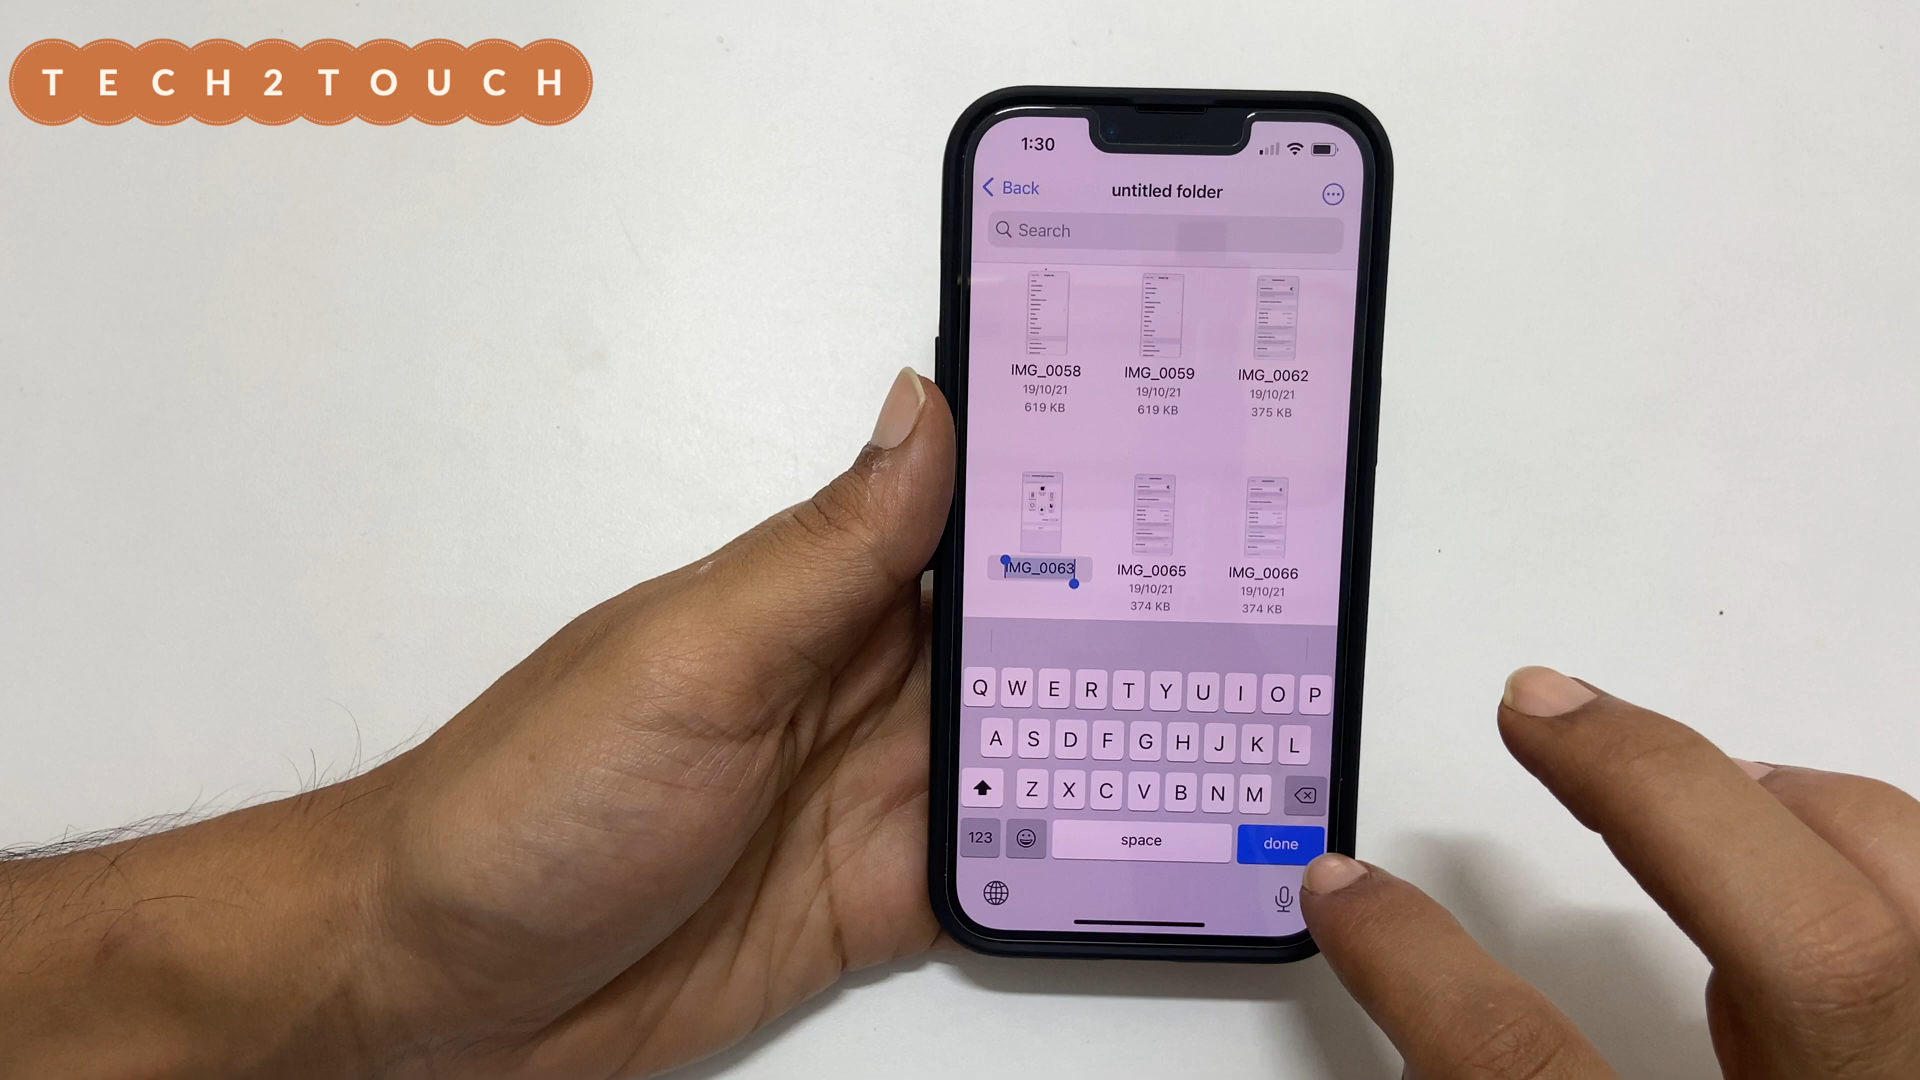 TECH2TOUCH
1:30
Back
untitled folder
Search
IMG_0058
19/10/21
619 KB
IMG_0059
19/10/21
619 KB
IMG_0062
19/10/21
375 KB
IMG_0063
IMG_0065
19/10/21
374 KB
IMG_0066
19/10/21
374 KB
Q W E R T Y U I O P
A S D F G H J K L
Z X C V B N M
123 space done